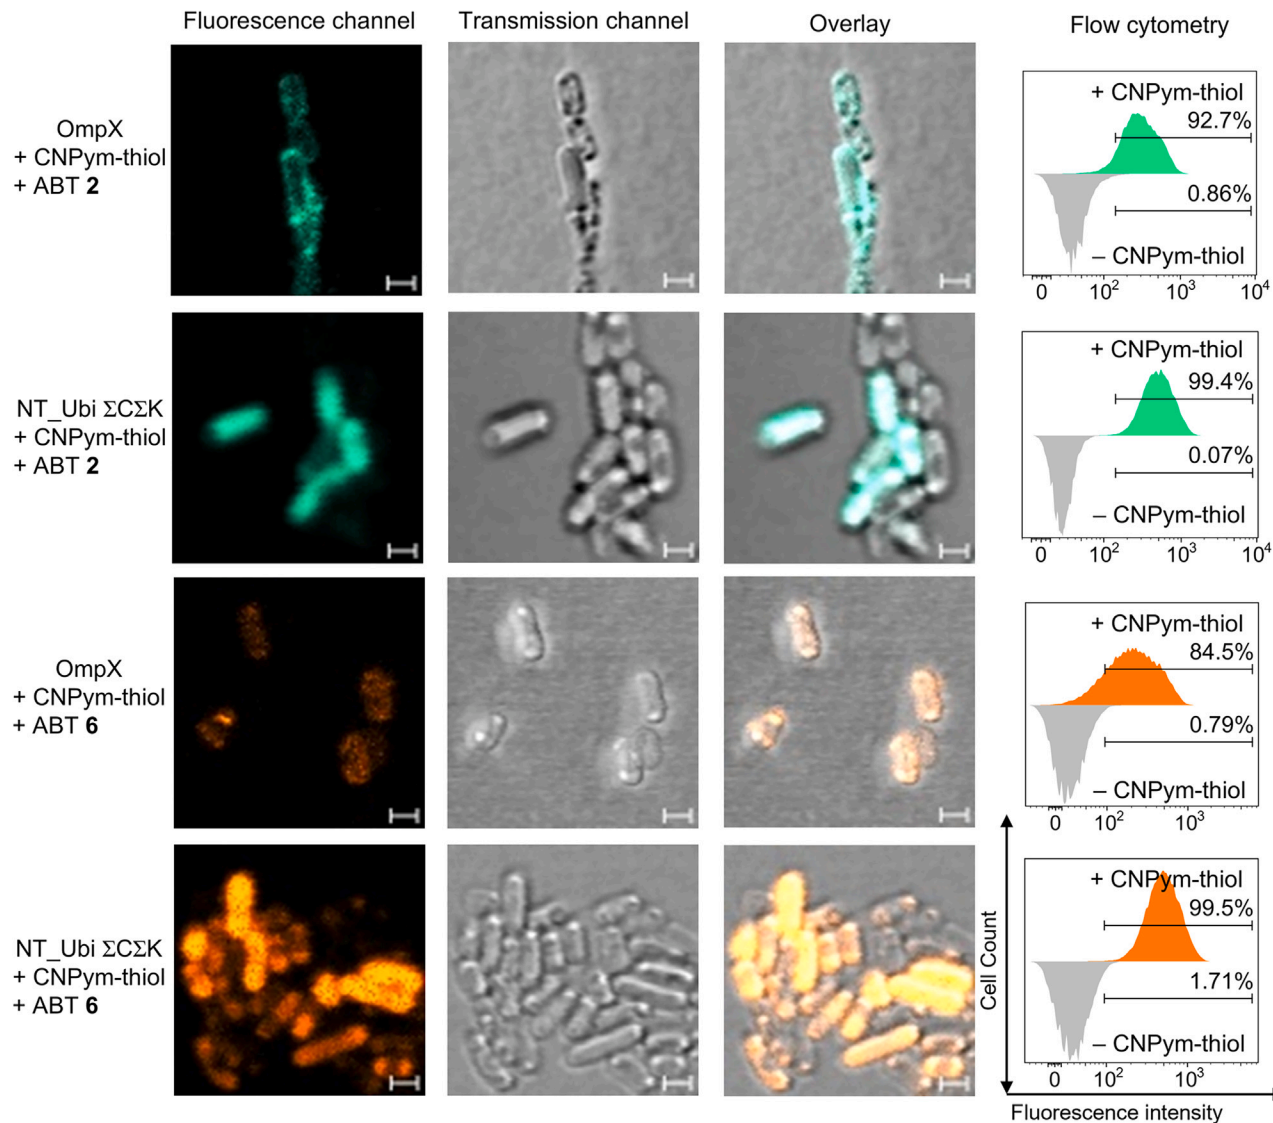 Fluorescence channel
Transmission channel
Overlay
Flow cytometry
OmpX
+ CNPym-thiol
+ ABT 2
+ CNPym-thiol
92.7%
0.86%
– CNPym-thiol
0 10² 10³ 10⁴
NT_Ubi ΣCΣK
+ CNPym-thiol
+ ABT 2
+ CNPym-thiol
99.4%
0.07%
– CNPym-thiol
0 10² 10³ 10⁴
OmpX
+ CNPym-thiol
+ ABT 6
+ CNPym-thiol
84.5%
0.79%
– CNPym-thiol
0 10² 10³
NT_Ubi ΣCΣK
+ CNPym-thiol
+ ABT 6
+ CNPym-thiol
99.5%
1.71%
– CNPym-thiol
0 10² 10³
Cell Count
Fluorescence intensity